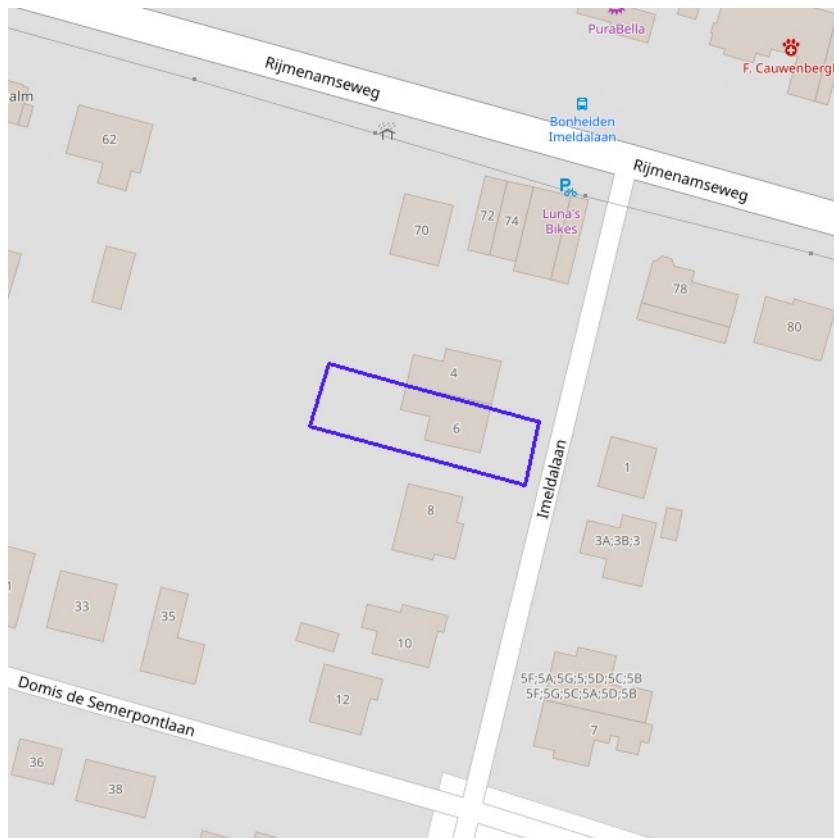 PuraBella
F. Cauwenbergh
Rijmenamseweg
alm
Bonheiden
Imeldalaan
62
Rijmenamseweg
70
72
74
Luna's
Bikes
78
80
4
6
Imeldalaan
1
8
3A;3B;3
33
35
10
5F;5A;5G;5;5D;5C;5B
5F;5G;5C;5A;5D;5B
12
7
Domis de Semerpontlaan
36
38